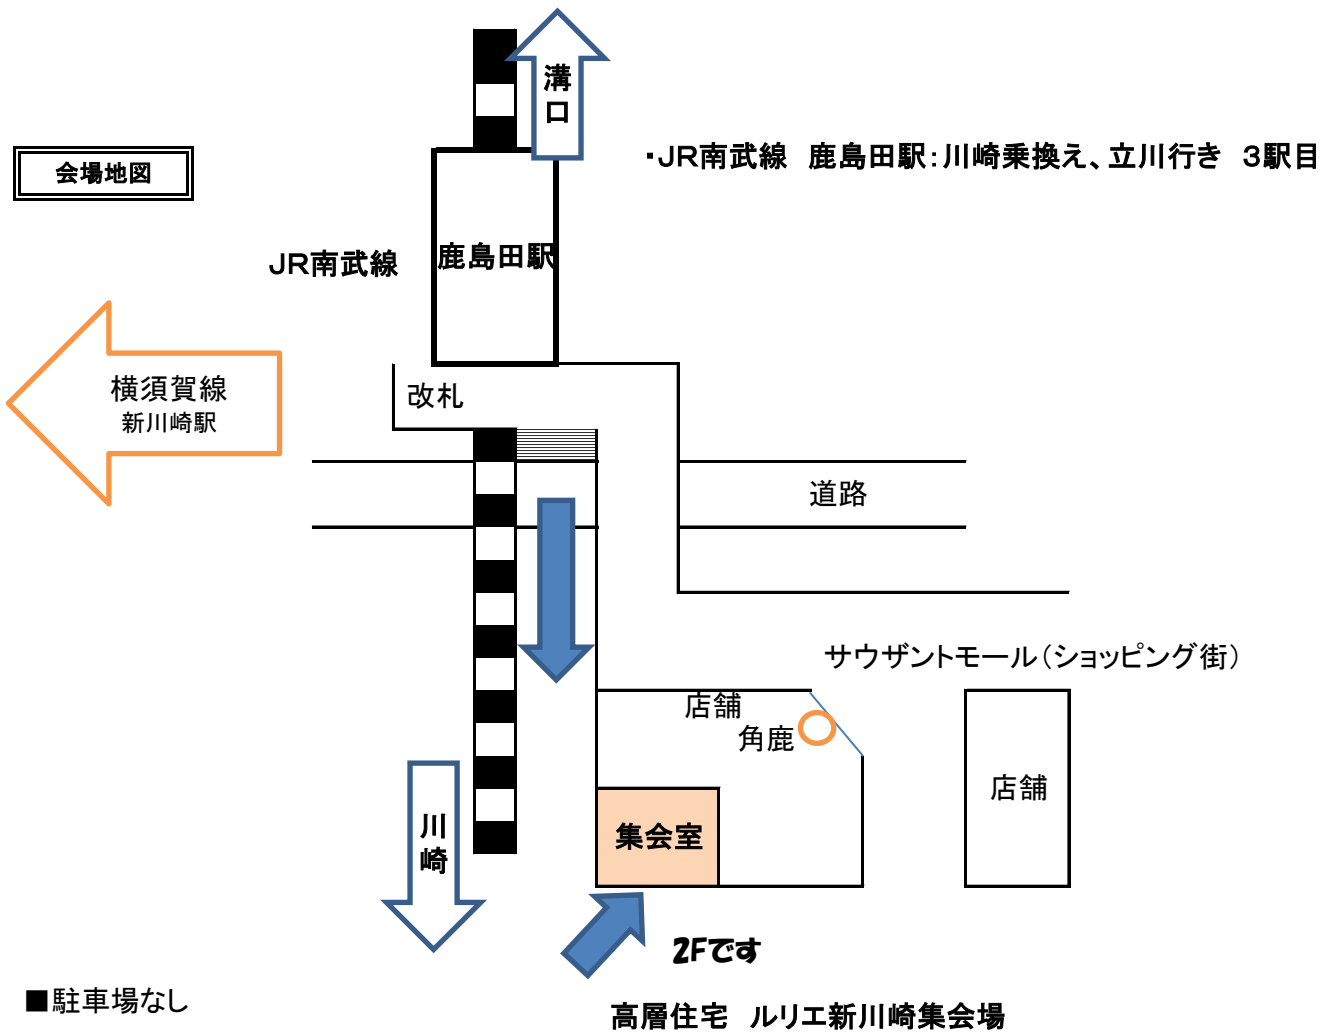 溝口
・JR南武線　鹿島田駅：川崎乗換え、立川行き　3駅目
会場地図
JR南武線
鹿島田駅
横須賀線
新川崎駅
改札
道路
サウザントモール（ショッピング街）
店舗
角鹿
店舗
川崎
集会室
2Fです
■駐車場なし
高層住宅　ルリエ新川崎集会場